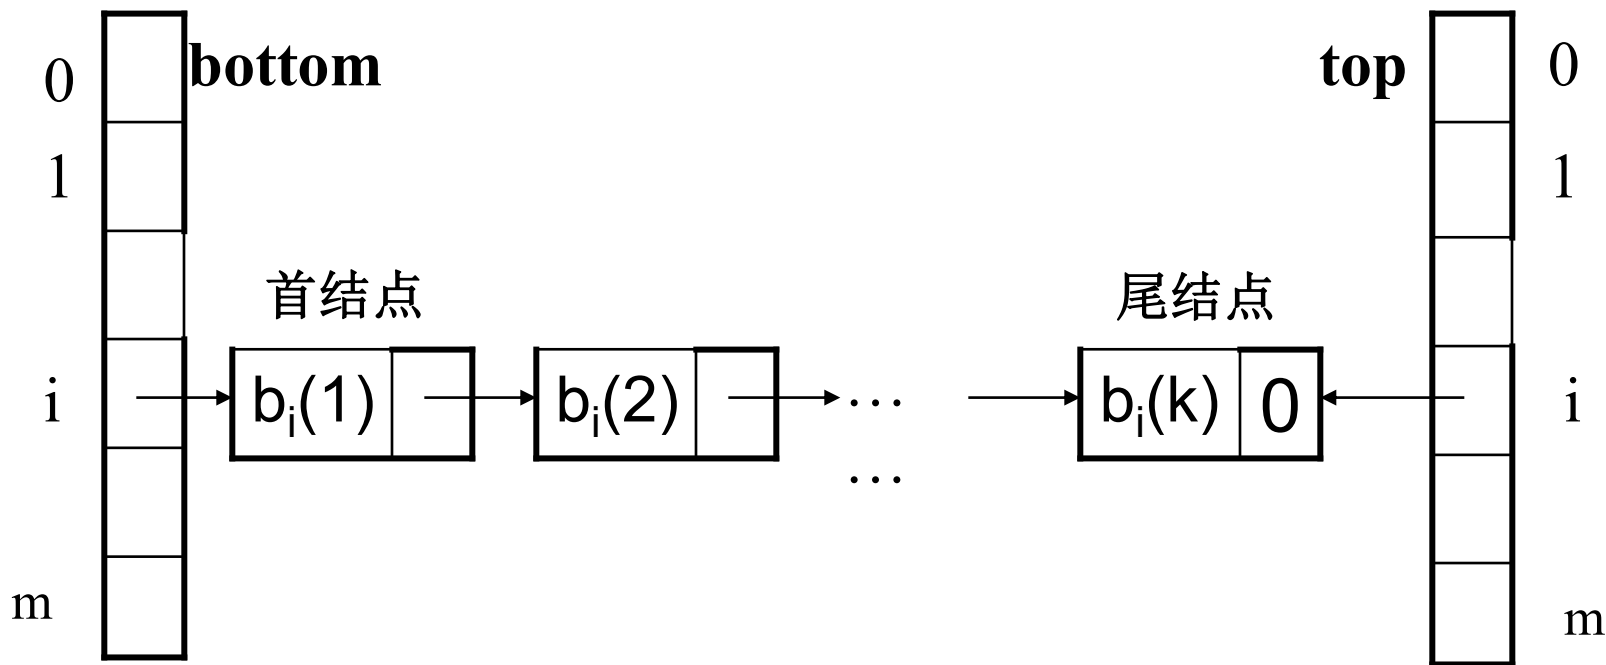 0 bottom top 0
1 1
首结点 尾结点
i bᵢ(1) bᵢ(2) … bᵢ(k) 0 i
…
m m